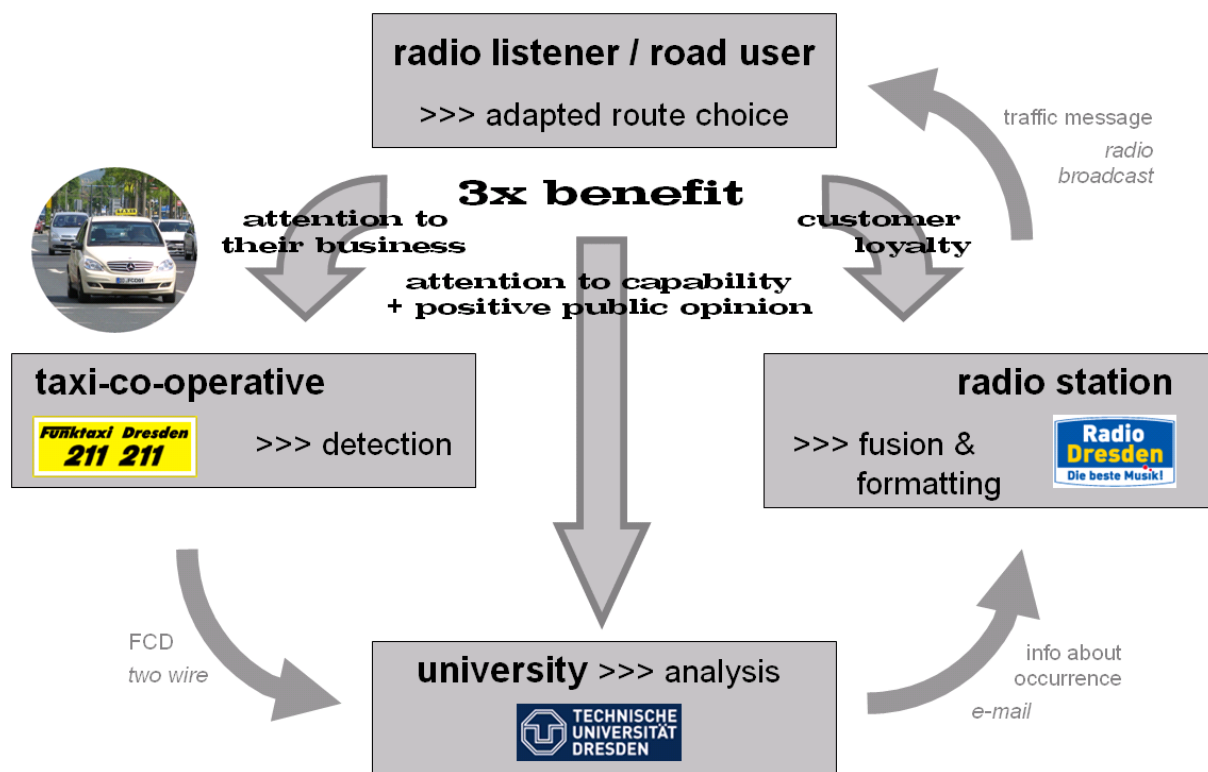 radio listener / road user
>>> adapted route choice
traffic message
radio
broadcast
3x benefit
attention to
their business
customer
loyalty
attention to capability
+ positive public opinion
taxi-co-operative
Funktaxi Dresden
211 211
>>> detection
radio station
>>> fusion &
formatting
Radio
Dresden
Die beste Musik!
FCD
two wire
university >>> analysis
TECHNISCHE
UNIVERSITÄT
DRESDEN
info about
occurrence
e-mail